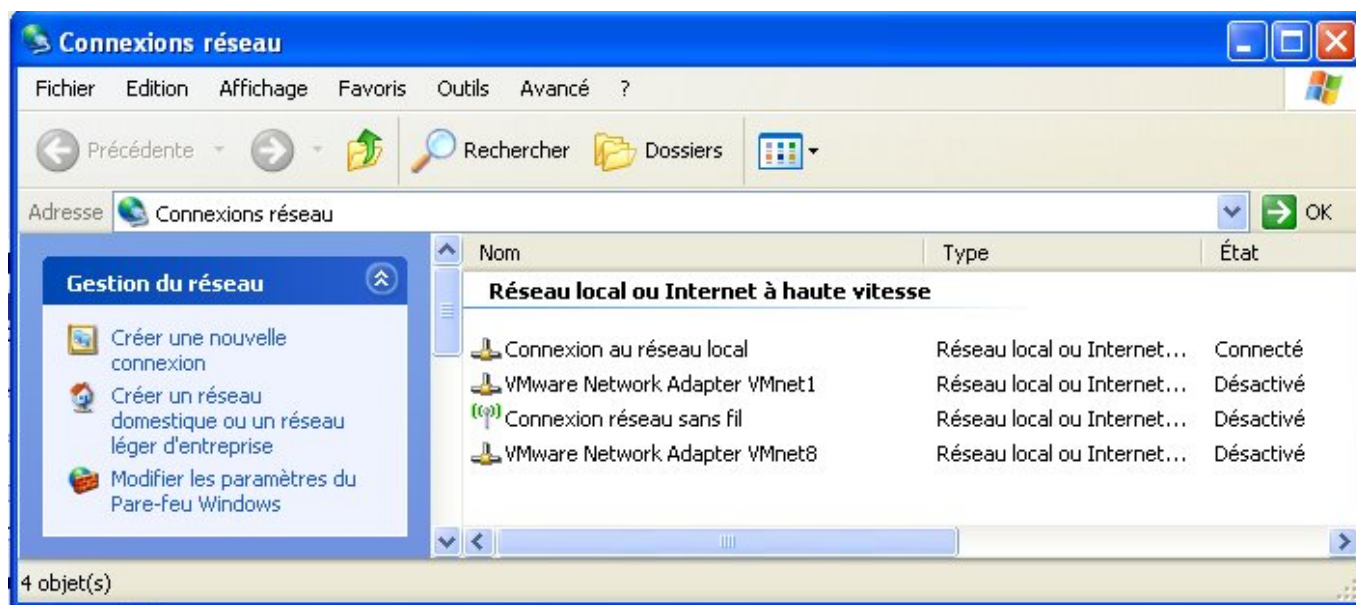 Connexions réseau
Fichier Edition Affichage Favoris Outils Avancé ?
Précédente Rechercher Dossiers
Adresse Connexions réseau OK
Gestion du réseau
Créer une nouvelle
connexion
Créer un réseau
domestique ou un réseau
léger d'entreprise
Modifier les paramètres du
Pare-feu Windows
Nom Type État
Réseau local ou Internet à haute vitesse
Connexion au réseau local Réseau local ou Internet... Connecté
VMware Network Adapter VMnet1 Réseau local ou Internet... Désactivé
Connexion réseau sans fil Réseau local ou Internet... Désactivé
VMware Network Adapter VMnet8 Réseau local ou Internet... Désactivé
4 objet(s)